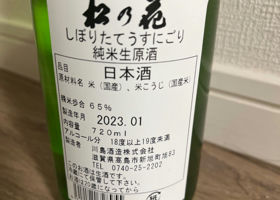 松乃花
しぼりたてうすにごり
純米生原酒
品目 日本酒
原材料名 米(国産)、米こうじ(国産米)
精米歩合 65%
製造年月 2023.01
内容量 720ml
アルコール分 18度以上19度未満
製造者 川島酒造株式会社
滋賀県高島市新旭町旭83
TEL 0740-25-2202